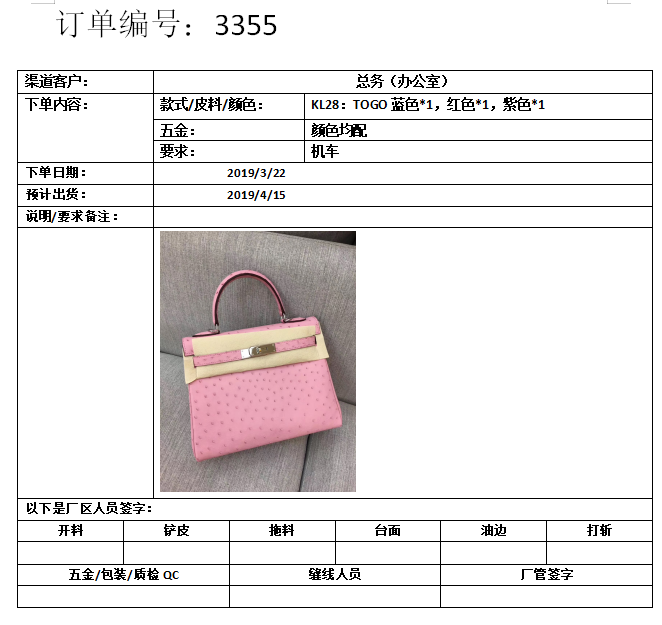 订单编号：3355
渠道客户： 总务（办公室）
下单内容： 款式/皮料/颜色： KL28：TOGO 蓝色*1，红色*1，紫色*1
五金： 颜色均配
要求： 机车
下单日期： 2019/3/22
预计出货： 2019/4/15
说明/要求备注：
以下是厂区人员签字：
开料 铲皮 拖料 台面 油边 打斩
五金/包装/质检 QC 缝线人员 厂管签字